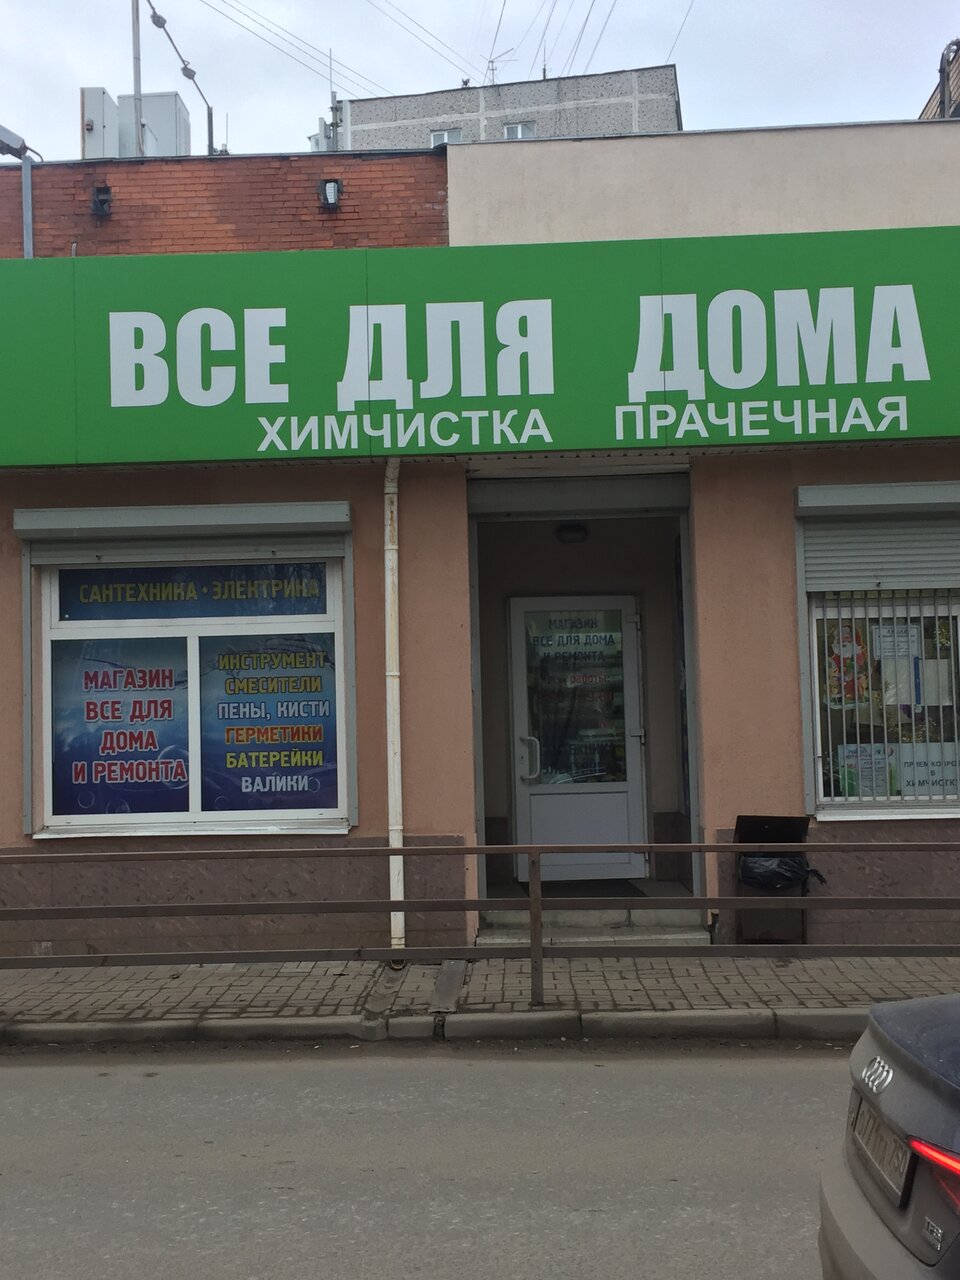 ВСЕ ДЛЯ ДОМА
ХИМЧИСТКА ПРАЧЕЧНАЯ
САНТЕХНИКА • ЭЛЕКТРИКА
МАГАЗИН
ВСЕ ДЛЯ
ДОМА
И РЕМОНТА
ИНСТРУМЕНТ
СМЕСИТЕЛИ
ПЕНЫ, КИСТИ
ГЕРМЕТИКИ
БАТЕРЕЙКИ
ВАЛИКИ
МАГАЗИН
ВСЕ ДЛЯ ДОМА
И РЕМОНТА
В
ХИМЧИСТК